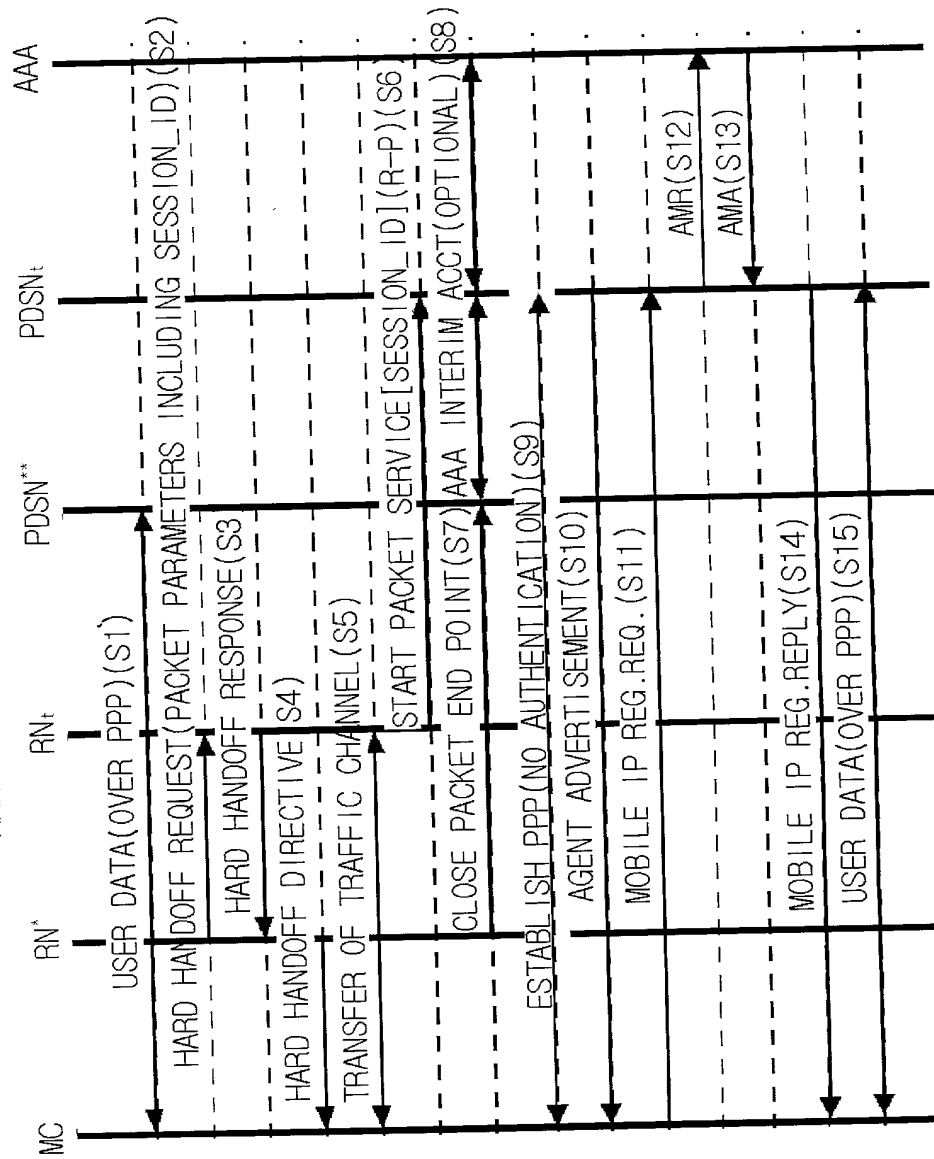 MC
RN*
RNt
PDSN**
PDSNt
AAA
USER DATA(OVER PPP)(S1)
HARD HANDOFF REQUEST(PACKET PARAMETERS INCLUDING SESSION_ID)(S2)
HARD HANDOFF RESPONSE(S3
HARD HANDOFF DIRECTIVE(S4)
TRANSFER OF TRAFFIC CHANNEL(S5)
START PACKET SERVICE[SESSION_ID](R-P)(S6)
CLOSE PACKET END POINT(S7)
AAA INTERIM ACCT(OPTIONAL)(S8)
ESTABLISH PPP(NO AUTHENTICATION)(S9)
AGENT ADVERTISEMENT(S10)
MOBILE IP REG.REQ.(S11)
AMR(S12)
AMA(S13)
MOBILE IP REG.REPLY(S14)
USER DATA(OVER PPP)(S15)